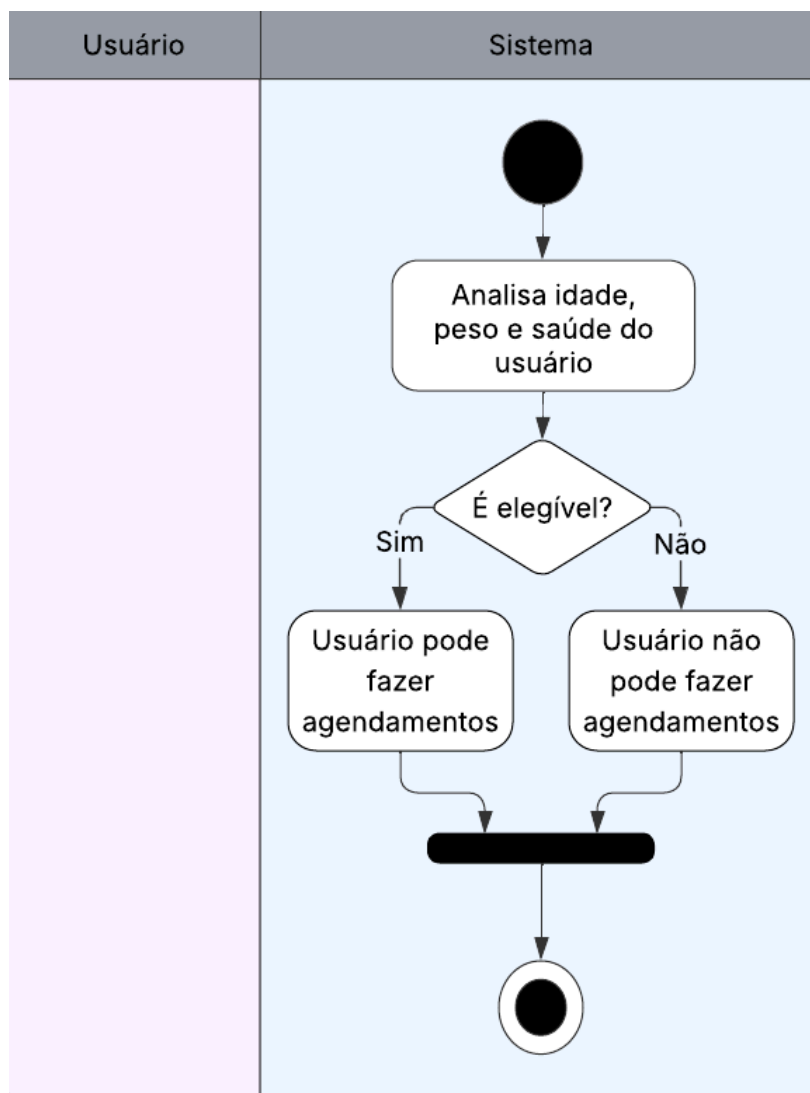 Usuário
Sistema
Analisa idade,
peso e saúde do
usuário
É elegível?
Sim
Não
Usuário pode
fazer
agendamentos
Usuário não
pode fazer
agendamentos